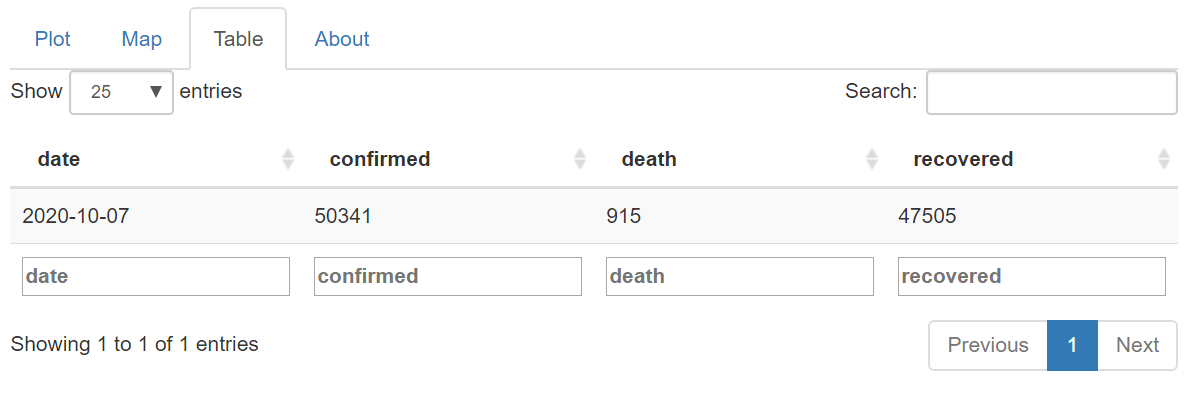 Plot Map Table About
Show 25 entries Search:
date confirmed death recovered
2020-10-07 50341 915 47505
date confirmed death recovered
Showing 1 to 1 of 1 entries Previous 1 Next